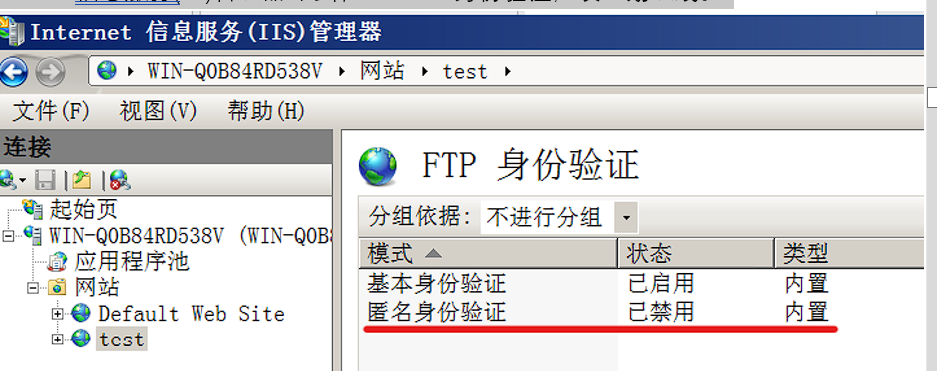 Internet 信息服务(IIS)管理器
WIN-Q0B84RD538V 网站 test
文件(F) 视图(V) 帮助(H)
连接
FTP 身份验证
起始页
WIN-Q0B84RD538V (WIN-Q0B8
应用程序池
网站
Default Web Site
test
分组依据: 不进行分组
模式 状态 类型
基本身份验证 已启用 内置
匿名身份验证 已禁用 内置